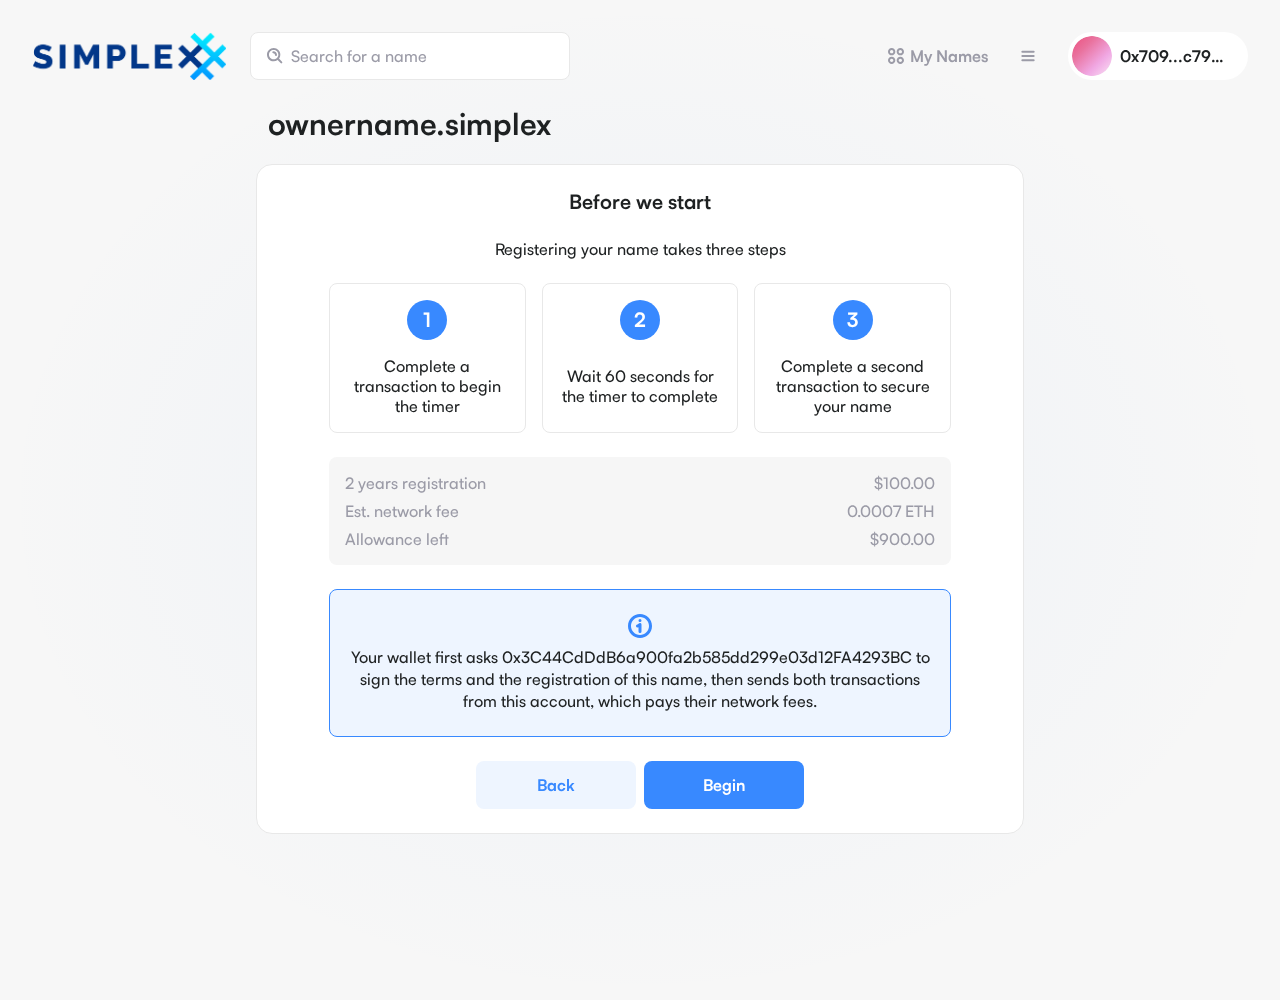 SIMPLEX
Search for a name
My Names
0x709...c79...
ownername.simplex
Before we start
Registering your name takes three steps
1
Complete a
transaction to begin
the timer
2
Wait 60 seconds for
the timer to complete
3
Complete a second
transaction to secure
your name
2 years registration $100.00
Est. network fee 0.0007 ETH
Allowance left $900.00
Your wallet first asks 0x3C44CdDdB6a900fa2b585dd299e03d12FA4293BC to
sign the terms and the registration of this name, then sends both transactions
from this account, which pays their network fees.
Back
Begin